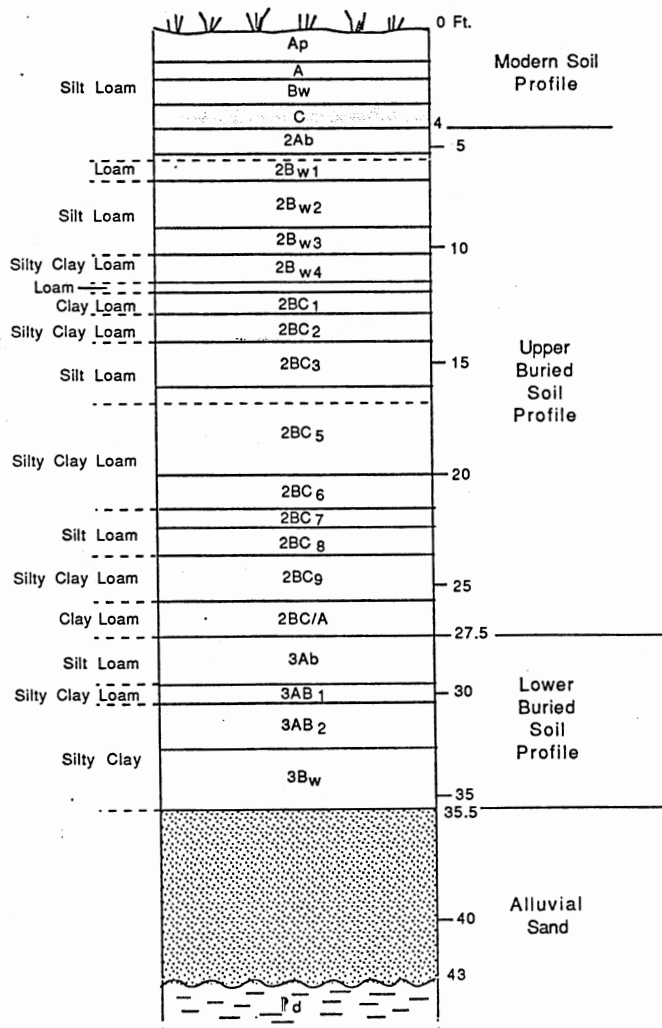 0 Ft.
Ap
A
Bw
C
4
2Ab
5
2Bw1
2Bw2
2Bw3
10
2Bw4
2BC1
2BC2
2BC3
15
2BC5
20
2BC6
2BC7
2BC8
2BC9
25
2BC/A
27.5
3Ab
30
3AB1
3AB2
3Bw
35
35.5
40
43
Silt Loam
Loam
Silt Loam
Silty Clay Loam
Loam
Clay Loam
Silty Clay Loam
Silt Loam
Silty Clay Loam
Silt Loam
Silty Clay Loam
Clay Loam
Silt Loam
Silty Clay Loam
Silty Clay
Modern Soil
Profile
Upper
Buried
Soil
Profile
Lower
Buried
Soil
Profile
Alluvial
Sand